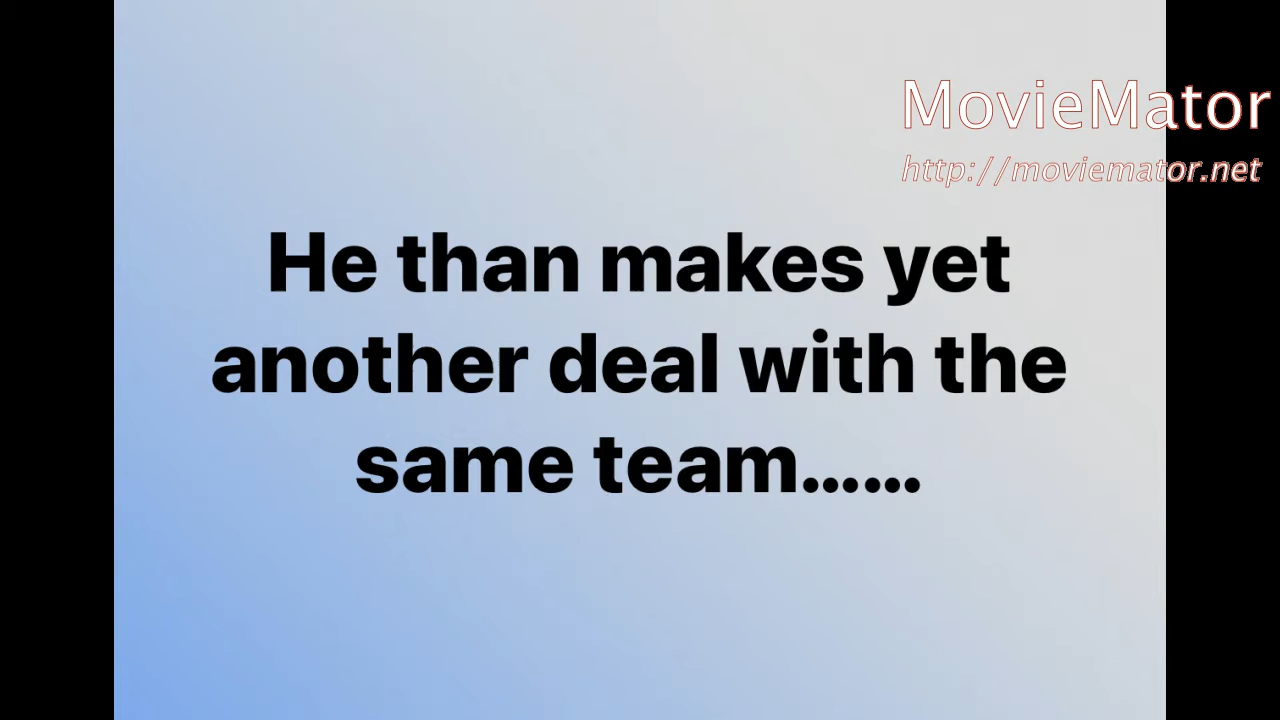 MovieMator
http://moviemator.net
He than makes yet
another deal with the
same team......